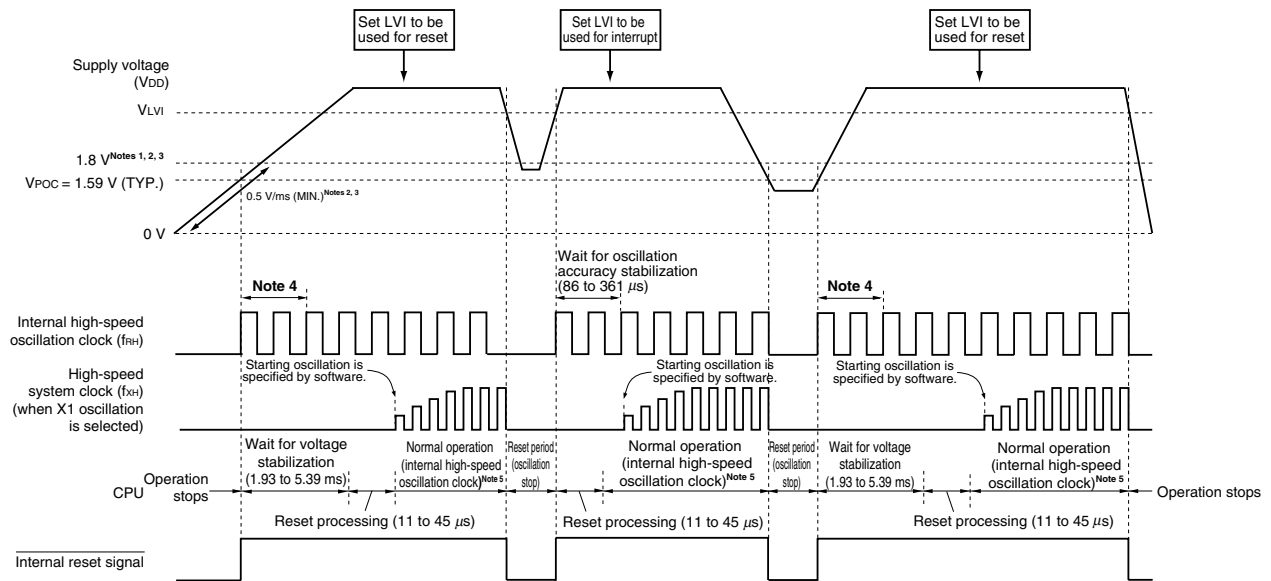 Set LVI to be
used for reset
Set LVI to be
used for interrupt
Set LVI to be
used for reset
Supply voltage
(VDD)
VLVI
1.8 V Notes 1, 2, 3
VPOC = 1.59 V (TYP.)
0.5 V/ms (MIN.) Notes 2, 3
0 V
Wait for oscillation
accuracy stabilization
(86 to 361 μs)
Note 4
Note 4
Internal high-speed
oscillation clock (fRH)
Starting oscillation is
specified by software.
Starting oscillation is
specified by software.
Starting oscillation is
specified by software.
High-speed
system clock (fXH)
(when X1 oscillation
is selected)
Wait for voltage
stabilization
(1.93 to 5.39 ms)
Normal operation
(internal high-speed
oscillation clock) Note 5
Reset period
(oscillation
stop)
Normal operation
(internal high-speed
oscillation clock) Note 5
Reset period
(oscillation
stop)
Wait for voltage
stabilization
(1.93 to 5.39 ms)
Normal operation
(internal high-speed
oscillation clock) Note 5
CPU
Operation
stops
Operation stops
Reset processing (11 to 45 μs)
Reset processing (11 to 45 μs)
Reset processing (11 to 45 μs)
Internal reset signal